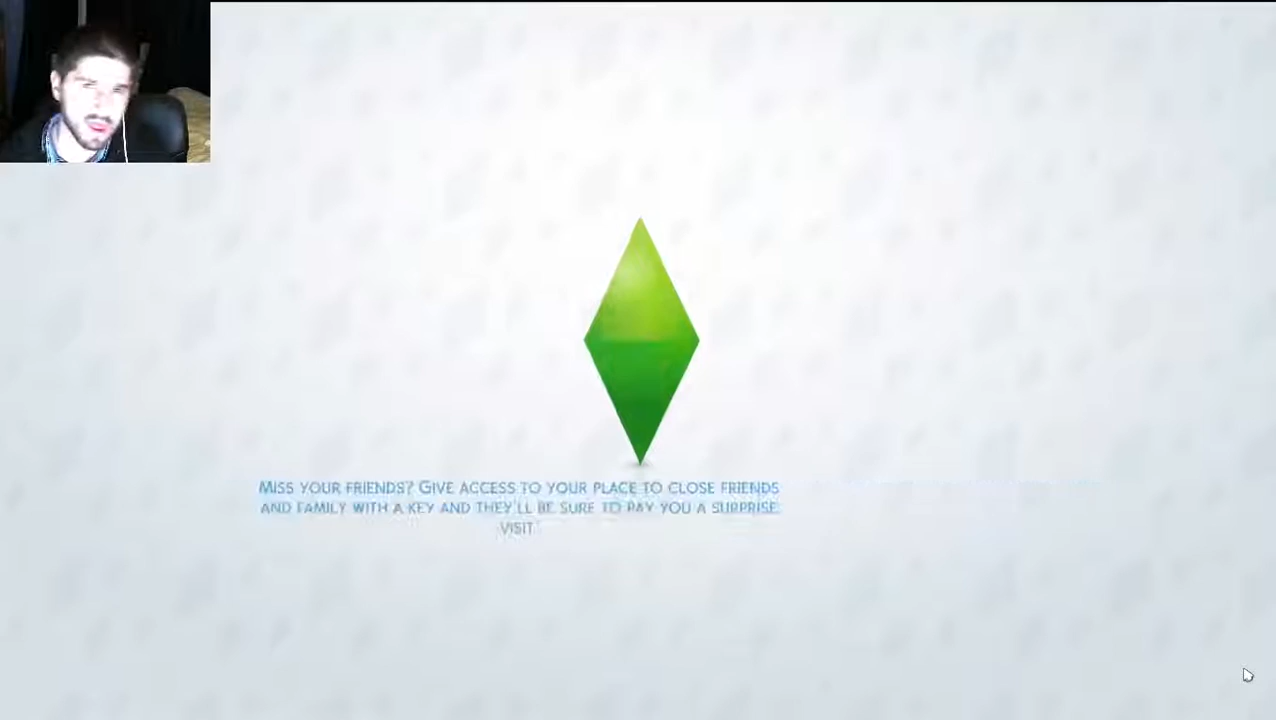 Miss your friends? Give access to your place to close friends
and family with a key and they'll be sure to pay you a surprise
visit.